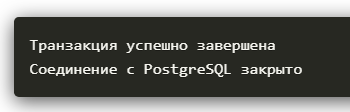 Транзакция успешно завершена
Соединение с PostgreSQL закрыто